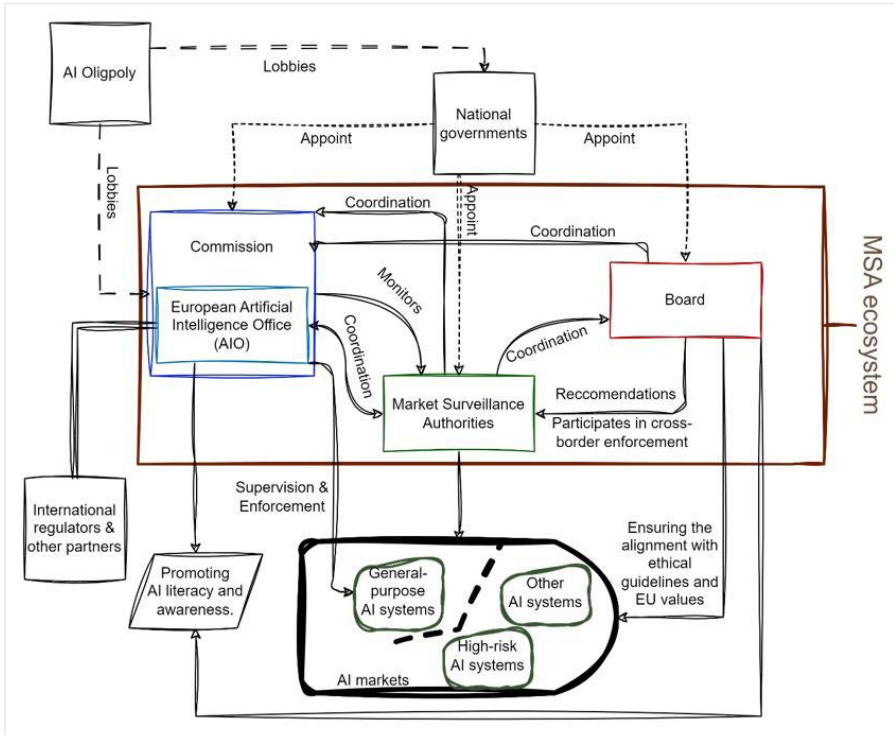 AI Oligpoly
Lobbies
Lobbies
National
governments
Appoint
Appoint
Appoint
MSA ecosystem
Coordination
Coordination
Commission
Monitors
European Artificial
Intelligence Office
(AIO)
Coordination
Coordination
Board
Market Surveillance
Authorities
Reccomendations
Participates in cross-
border enforcement
International
regulators &
other partners
Supervision &
Enforcement
Promoting
AI literacy and
awareness.
Ensuring the
alignment with
ethical
guidelines and
EU values
General-
purpose
AI systems
Other
AI systems
High-risk
AI systems
AI markets